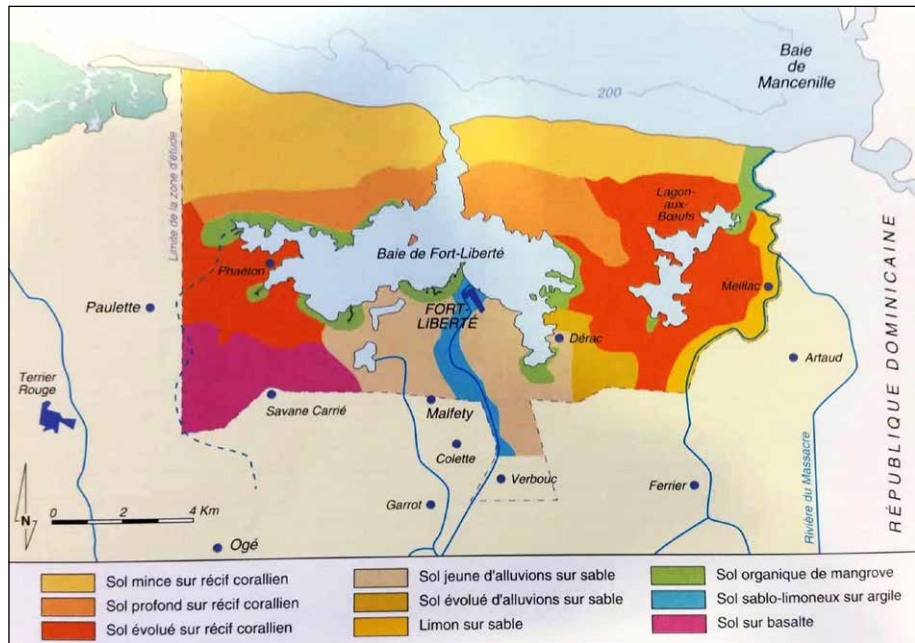 Baie
de
Mancenille
200
Limite de la zone d'étude
Lagon-
aux-
Bœufs
Baie de Fort-Liberté
Phaéton
Meillac
Paulette
FORT-
LIBERTÉ
Dérac
Artaud
Terrier
Rouge
Savane Carrié
Malfety
Colette
Verbouc
Ferrier
Garrot
Rivière du Massacre
RÉPUBLIQUE DOMINICAINE
N
0 2 4 Km
Ogé
Sol mince sur récif corallien
Sol profond sur récif corallien
Sol évolué sur récif corallien
Sol jeune d'alluvions sur sable
Sol évolué d'alluvions sur sable
Limon sur sable
Sol organique de mangrove
Sol sablo-limoneux sur argile
Sol sur basalte